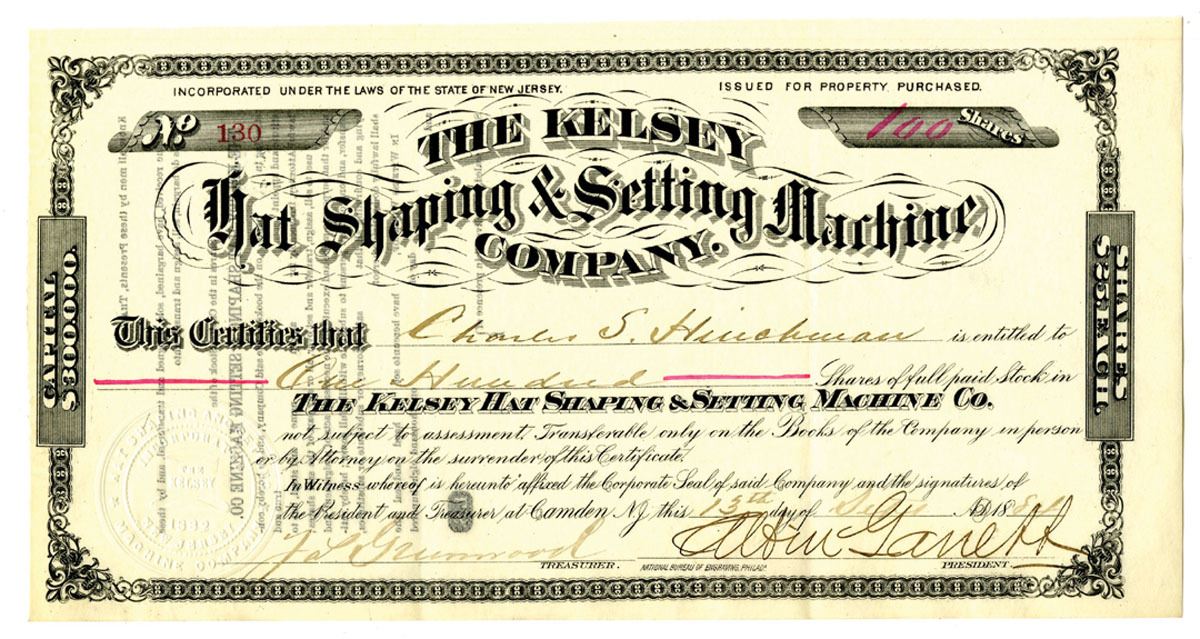 INCORPORATED UNDER THE LAWS OF THE STATE OF NEW JERSEY.
ISSUED FOR PROPERTY PURCHASED.
No 130
100 Shares
THE KELSEY
Hat Shaping & Setting Machine
COMPANY.
CAPITAL
$300000.
SHARES
$25 EACH.
This Certifies that Charles S. Hinchman is entitled to
One Hundred Shares of full paid Stock in
THE KELSEY HAT SHAPING & SETTING MACHINE CO.
not subject to assessment. Transferable only on the Books of the Company in person
or by Attorney on the surrender of this Certificate.
In Witness whereof is hereunto affixed the Corporate Seal of said Company and the signatures of
the President and Treasurer at Camden NJ this 13th day of AD 18
TREASURER.
NATIONAL BUREAU OF ENGRAVING, PHILADA.
PRESIDENT.
THE
KELSEY